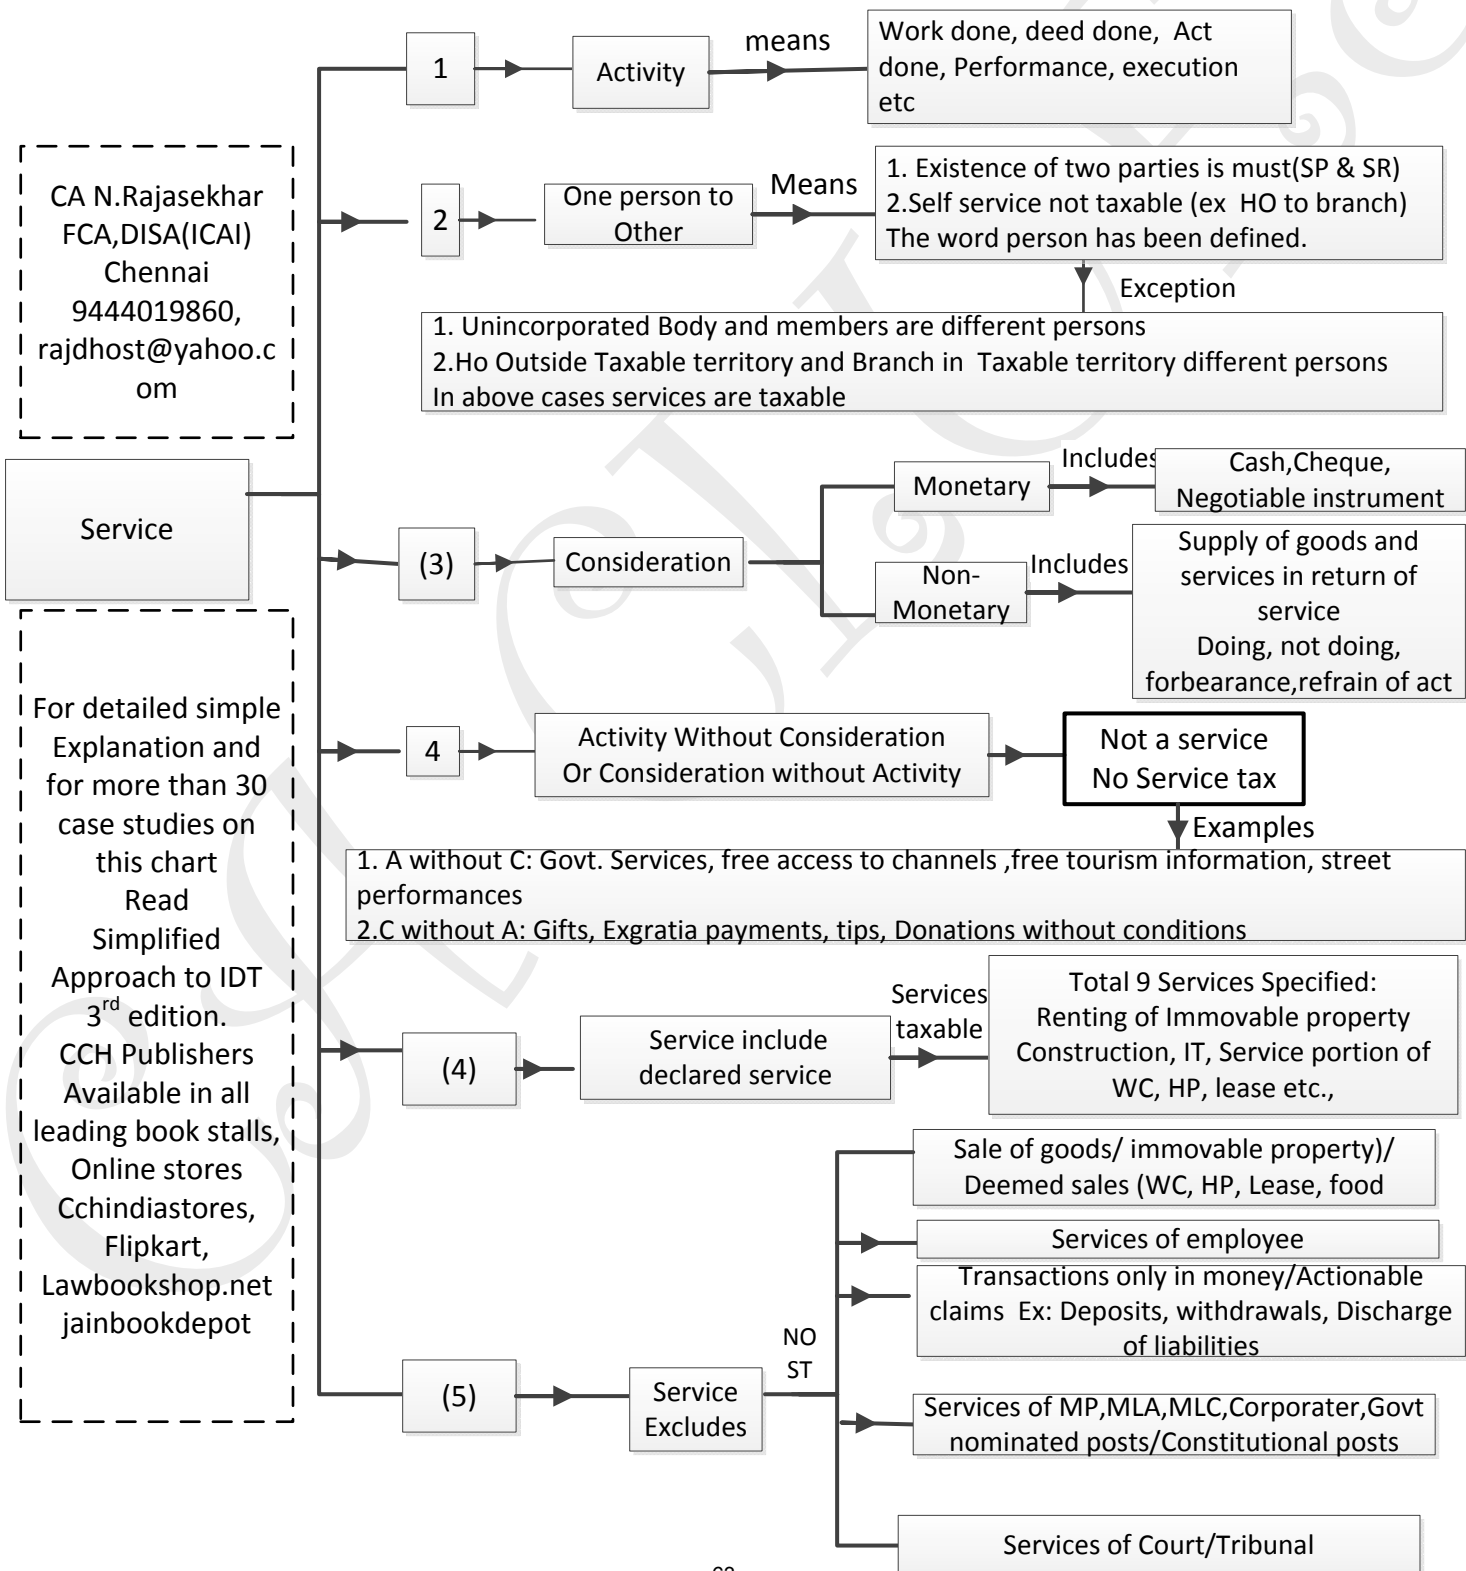 1
Activity
means
Work done, deed done, Act
done, Performance, execution
etc
CA N.Rajasekhar
FCA,DISA(ICAI)
Chennai
9444019860,
rajdhost@yahoo.c
om
2
One person to
Other
Means
1. Existence of two parties is must(SP & SR)
2.Self service not taxable (ex HO to branch)
The word person has been defined.
Exception
1. Unincorporated Body and members are different persons
2.Ho Outside Taxable territory and Branch in Taxable territory different persons
In above cases services are taxable
Service
(3)
Consideration
Monetary
Includes
Cash,Cheque,
Negotiable instrument
Non-
Monetary
Includes
Supply of goods and
services in return of
service
Doing, not doing,
forbearance,refrain of act
4
Activity Without Consideration
Or Consideration without Activity
Not a service
No Service tax
Examples
1. A without C: Govt. Services, free access to channels ,free tourism information, street
performances
2.C without A: Gifts, Exgratia payments, tips, Donations without conditions
For detailed simple
Explanation and
for more than 30
case studies on
this chart
Read
Simplified
Approach to IDT
3rd edition.
CCH Publishers
Available in all
leading book stalls,
Online stores
Cchindiastores,
Flipkart,
Lawbookshop.net
jainbookdepot
(4)
Service include
declared service
Services
taxable
Total 9 Services Specified:
Renting of Immovable property
Construction, IT, Service portion of
WC, HP, lease etc.,
(5)
Service
Excludes
NO
ST
Sale of goods/ immovable property)/
Deemed sales (WC, HP, Lease, food
Services of employee
Transactions only in money/Actionable
claims Ex: Deposits, withdrawals, Discharge
of liabilities
Services of MP,MLA,MLC,Corporater,Govt
nominated posts/Constitutional posts
Services of Court/Tribunal